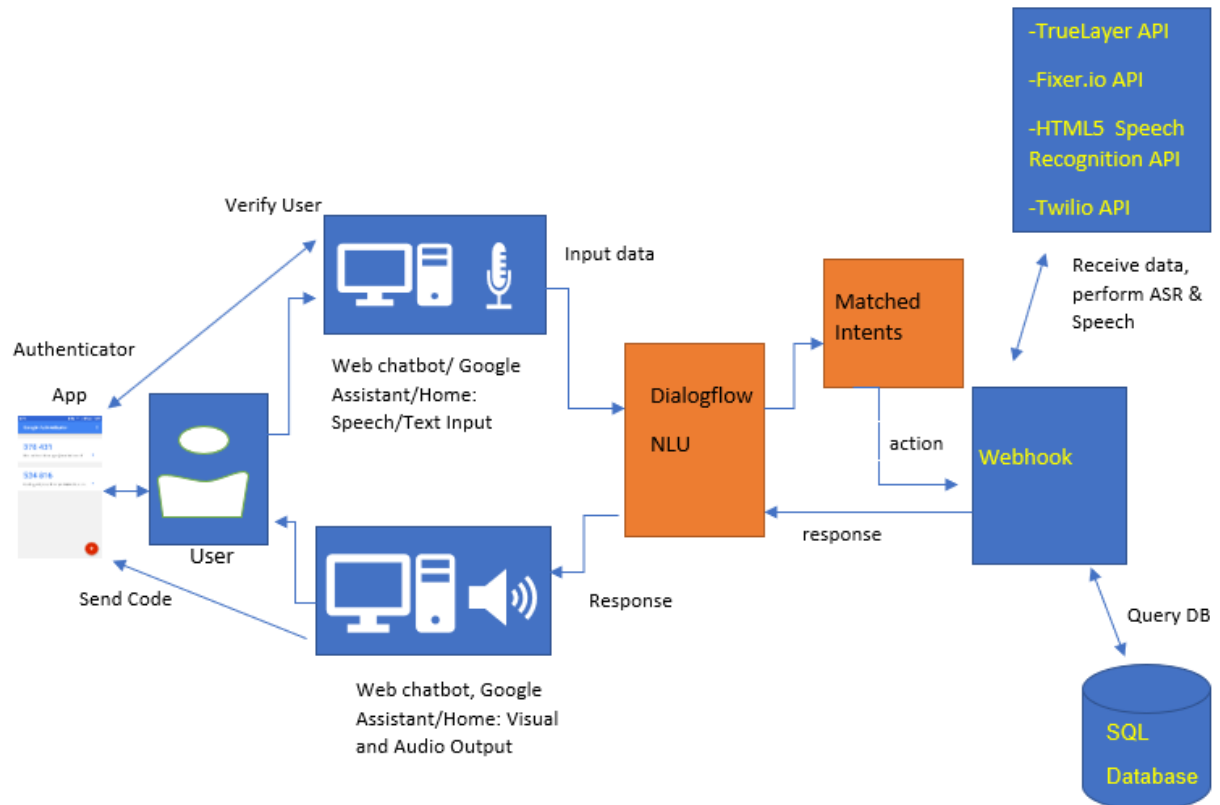 -TrueLayer API
-Fixer.io API
-HTML5 Speech
Recognition API
-Twilio API
Verify User
Input data
Receive data,
perform ASR &
Speech
Matched
Intents
Authenticator
App
Web chatbot/ Google
Assistant/Home:
Speech/Text Input
Dialogflow
NLU
action
Webhook
response
User
Send Code
Response
Query DB
Web chatbot, Google
Assistant/Home: Visual
and Audio Output
SQL
Database